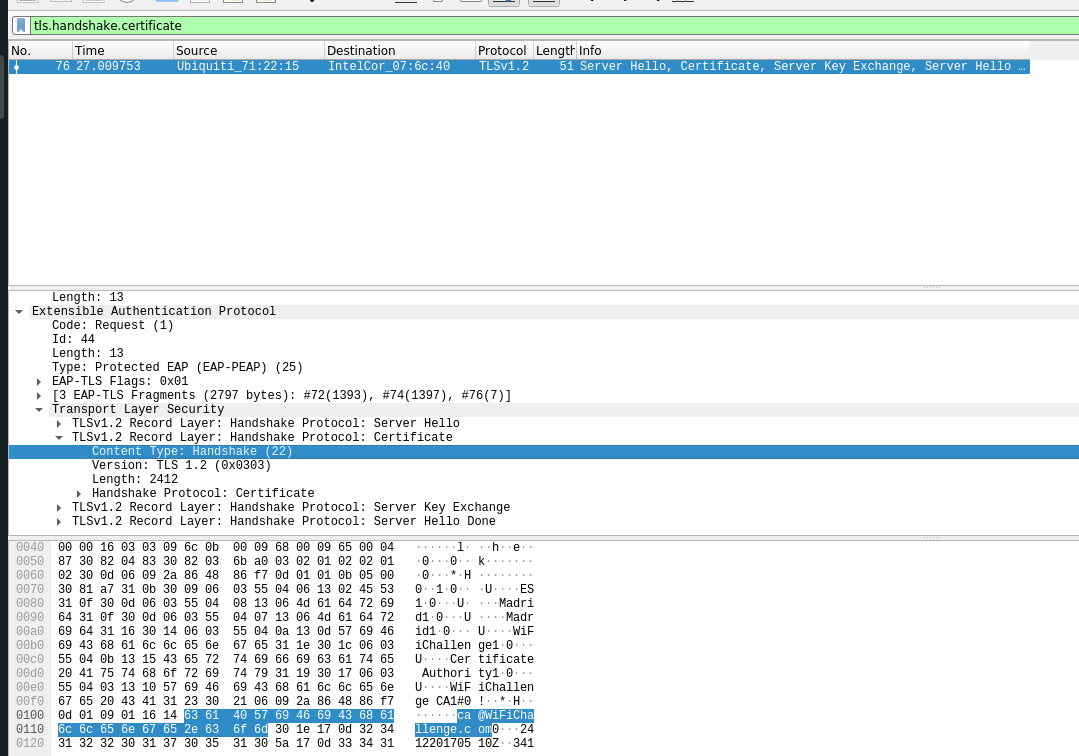 tls.handshake.certificate
No. Time Source Destination Protocol Length Info
76 27.009753 Ubiquiti_71:22:15 IntelCor_07:6c:40 TLSv1.2 51 Server Hello, Certificate, Server Key Exchange, Server Hello …
Length: 13
Extensible Authentication Protocol
Code: Request (1)
Id: 44
Length: 13
Type: Protected EAP (EAP-PEAP) (25)
EAP-TLS Flags: 0x01
[3 EAP-TLS Fragments (2797 bytes): #72(1393), #74(1397), #76(7)]
Transport Layer Security
TLSv1.2 Record Layer: Handshake Protocol: Server Hello
TLSv1.2 Record Layer: Handshake Protocol: Certificate
Content Type: Handshake (22)
Version: TLS 1.2 (0x0303)
Length: 2412
Handshake Protocol: Certificate
TLSv1.2 Record Layer: Handshake Protocol: Server Key Exchange
TLSv1.2 Record Layer: Handshake Protocol: Server Hello Done
0040 00 00 16 03 03 09 6c 0b 00 09 68 00 09 65 00 04 ······l· ··h··e··
0050 87 30 82 04 83 30 82 03 6b a0 03 02 01 02 02 01 ·0···0·· k·······
0060 02 30 0d 06 09 2a 86 48 86 f7 0d 01 01 0b 05 00 ·0···*·H ········
0070 30 81 a7 31 0b 30 09 06 03 55 04 06 13 02 45 53 0··1·0·· ·U····ES
0080 31 0f 30 0d 06 03 55 04 08 13 06 4d 61 64 72 69 1·0···U· ···Madri
0090 64 31 0f 30 0d 06 03 55 04 07 13 06 4d 61 64 72 d1·0···U ····Madr
00a0 69 64 31 16 30 14 06 03 55 04 0a 13 0d 57 69 46 id1·0··· U····WiF
00b0 69 43 68 61 6c 6c 65 6e 67 65 31 1e 30 1c 06 03 iChallen ge1·0···
00c0 55 04 0b 13 15 43 65 72 74 69 66 69 63 61 74 65 U····Cer tificate
00d0 20 41 75 74 68 6f 72 69 74 79 31 19 30 17 06 03 Authori ty1·0···
00e0 55 04 03 13 10 57 69 46 69 43 68 61 6c 6c 65 6e U····WiF iChallen
00f0 67 65 20 43 41 31 23 30 21 06 09 2a 86 48 86 f7 ge CA1#0 !··*·H··
0100 0d 01 09 01 16 14 63 61 40 57 69 46 69 43 68 61 ······ca @WiFiCha
0110 6c 6c 65 6e 67 65 2e 63 6f 6d 30 1e 17 0d 32 34 llenge.c om0···24
0120 31 32 32 30 31 37 30 35 31 30 5a 17 0d 33 34 31 12201705 10Z··341